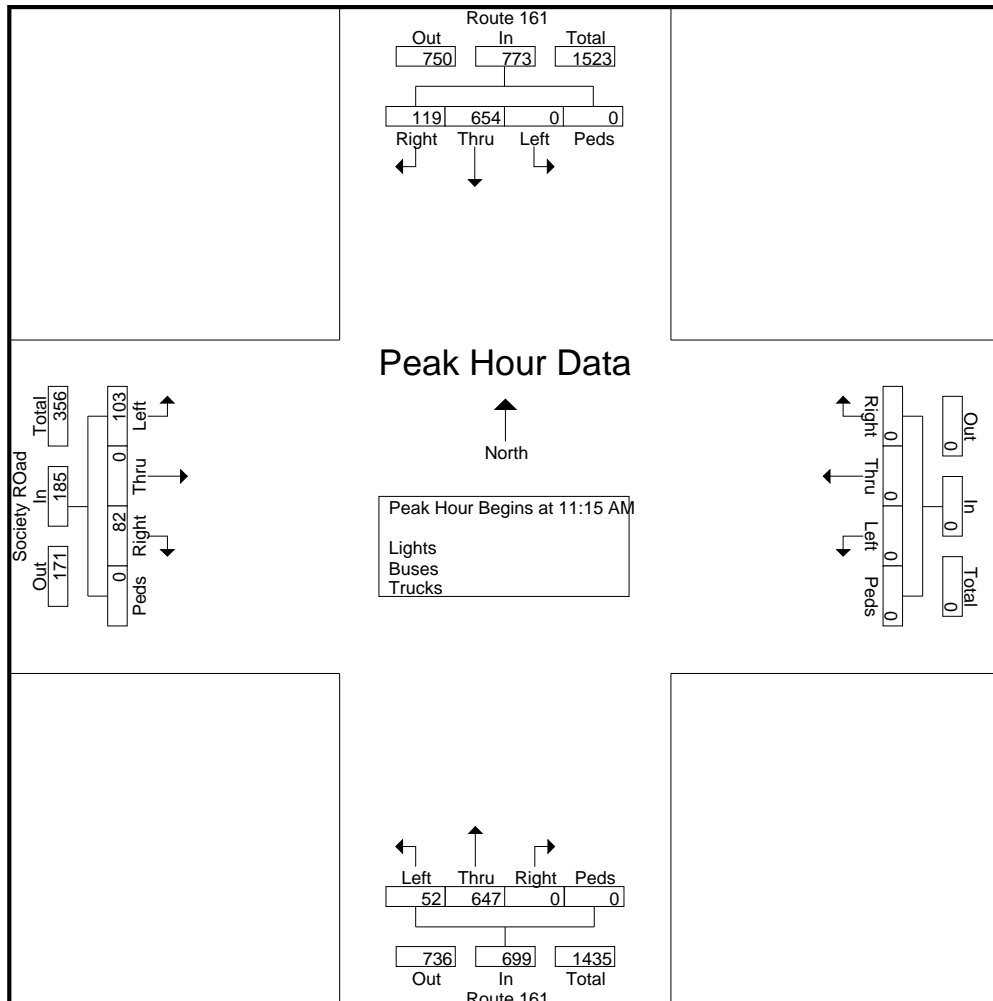 Route 161
Out In Total
750 773 1523
119 654 0 0
Right Thru Left Peds
Peak Hour Data
North
Peak Hour Begins at 11:15 AM
Lights
Buses
Trucks
Society ROad
Out In Total
171 185 356
103 0 82 0
Left Thru Right Peds
Right Thru Left Peds
0 0 0 0
Out In Total
0 0 0
Left Thru Right Peds
52 647 0 0
736 699 1435
Out In Total
Route 161